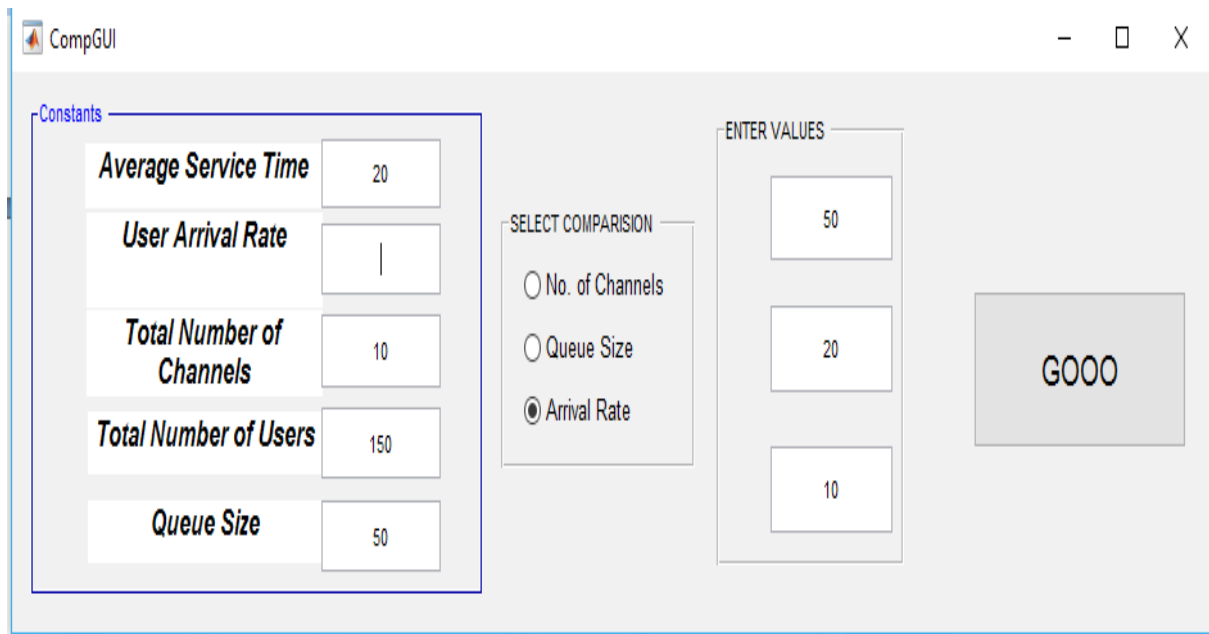 CompGUI
Constants
Average Service Time
20
User Arrival Rate
Total Number of
Channels
10
Total Number of Users
150
Queue Size
50
SELECT COMPARISION
No. of Channels
Queue Size
Arrival Rate
ENTER VALUES
50
20
10
GOOO